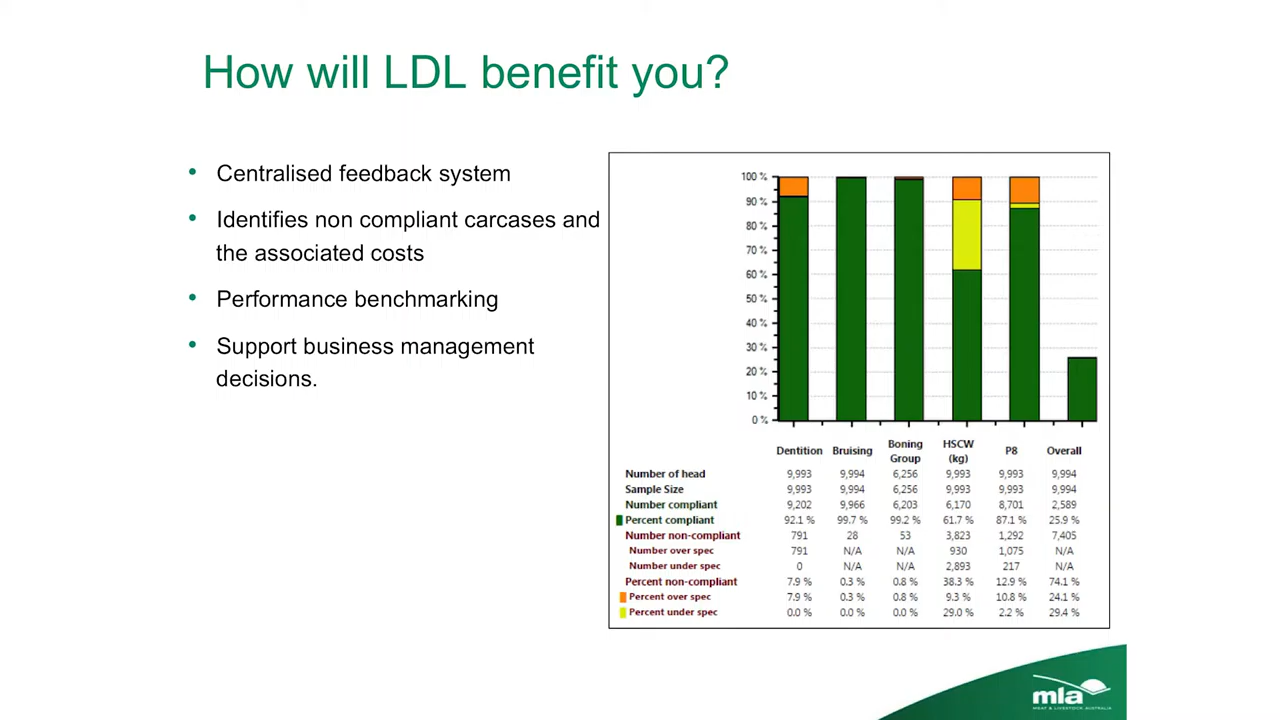 How will LDL benefit you?
• Centralised feedback system
• Identifies non compliant carcases and
the associated costs
• Performance benchmarking
• Support business management
decisions.
100 %
90 %
80 %
70 %
60 %
50 %
40 %
30 %
20 %
10 %
0 %
Dentition Bruising Boning Group HSCW (kg) P8 Overall
Number of head 9,993 9,994 6,256 9,993 9,993 9,994
Sample Size 9,993 9,994 6,256 9,993 9,993 9,994
Number compliant 9,202 9,966 6,203 6,170 8,701 2,589
Percent compliant 92.1 % 99.7 % 99.2 % 61.7 % 87.1 % 25.9 %
Number non-compliant 791 28 53 3,823 1,292 7,405
Number over spec 791 N/A N/A 930 1,075 N/A
Number under spec 0 N/A N/A 2,893 217 N/A
Percent non-compliant 7.9 % 0.3 % 0.8 % 38.3 % 12.9 % 74.1 %
Percent over spec 7.9 % 0.3 % 0.8 % 9.3 % 10.8 % 24.1 %
Percent under spec 0.0 % 0.0 % 0.0 % 29.0 % 2.2 % 29.4 %
mla
MEAT & LIVESTOCK AUSTRALIA